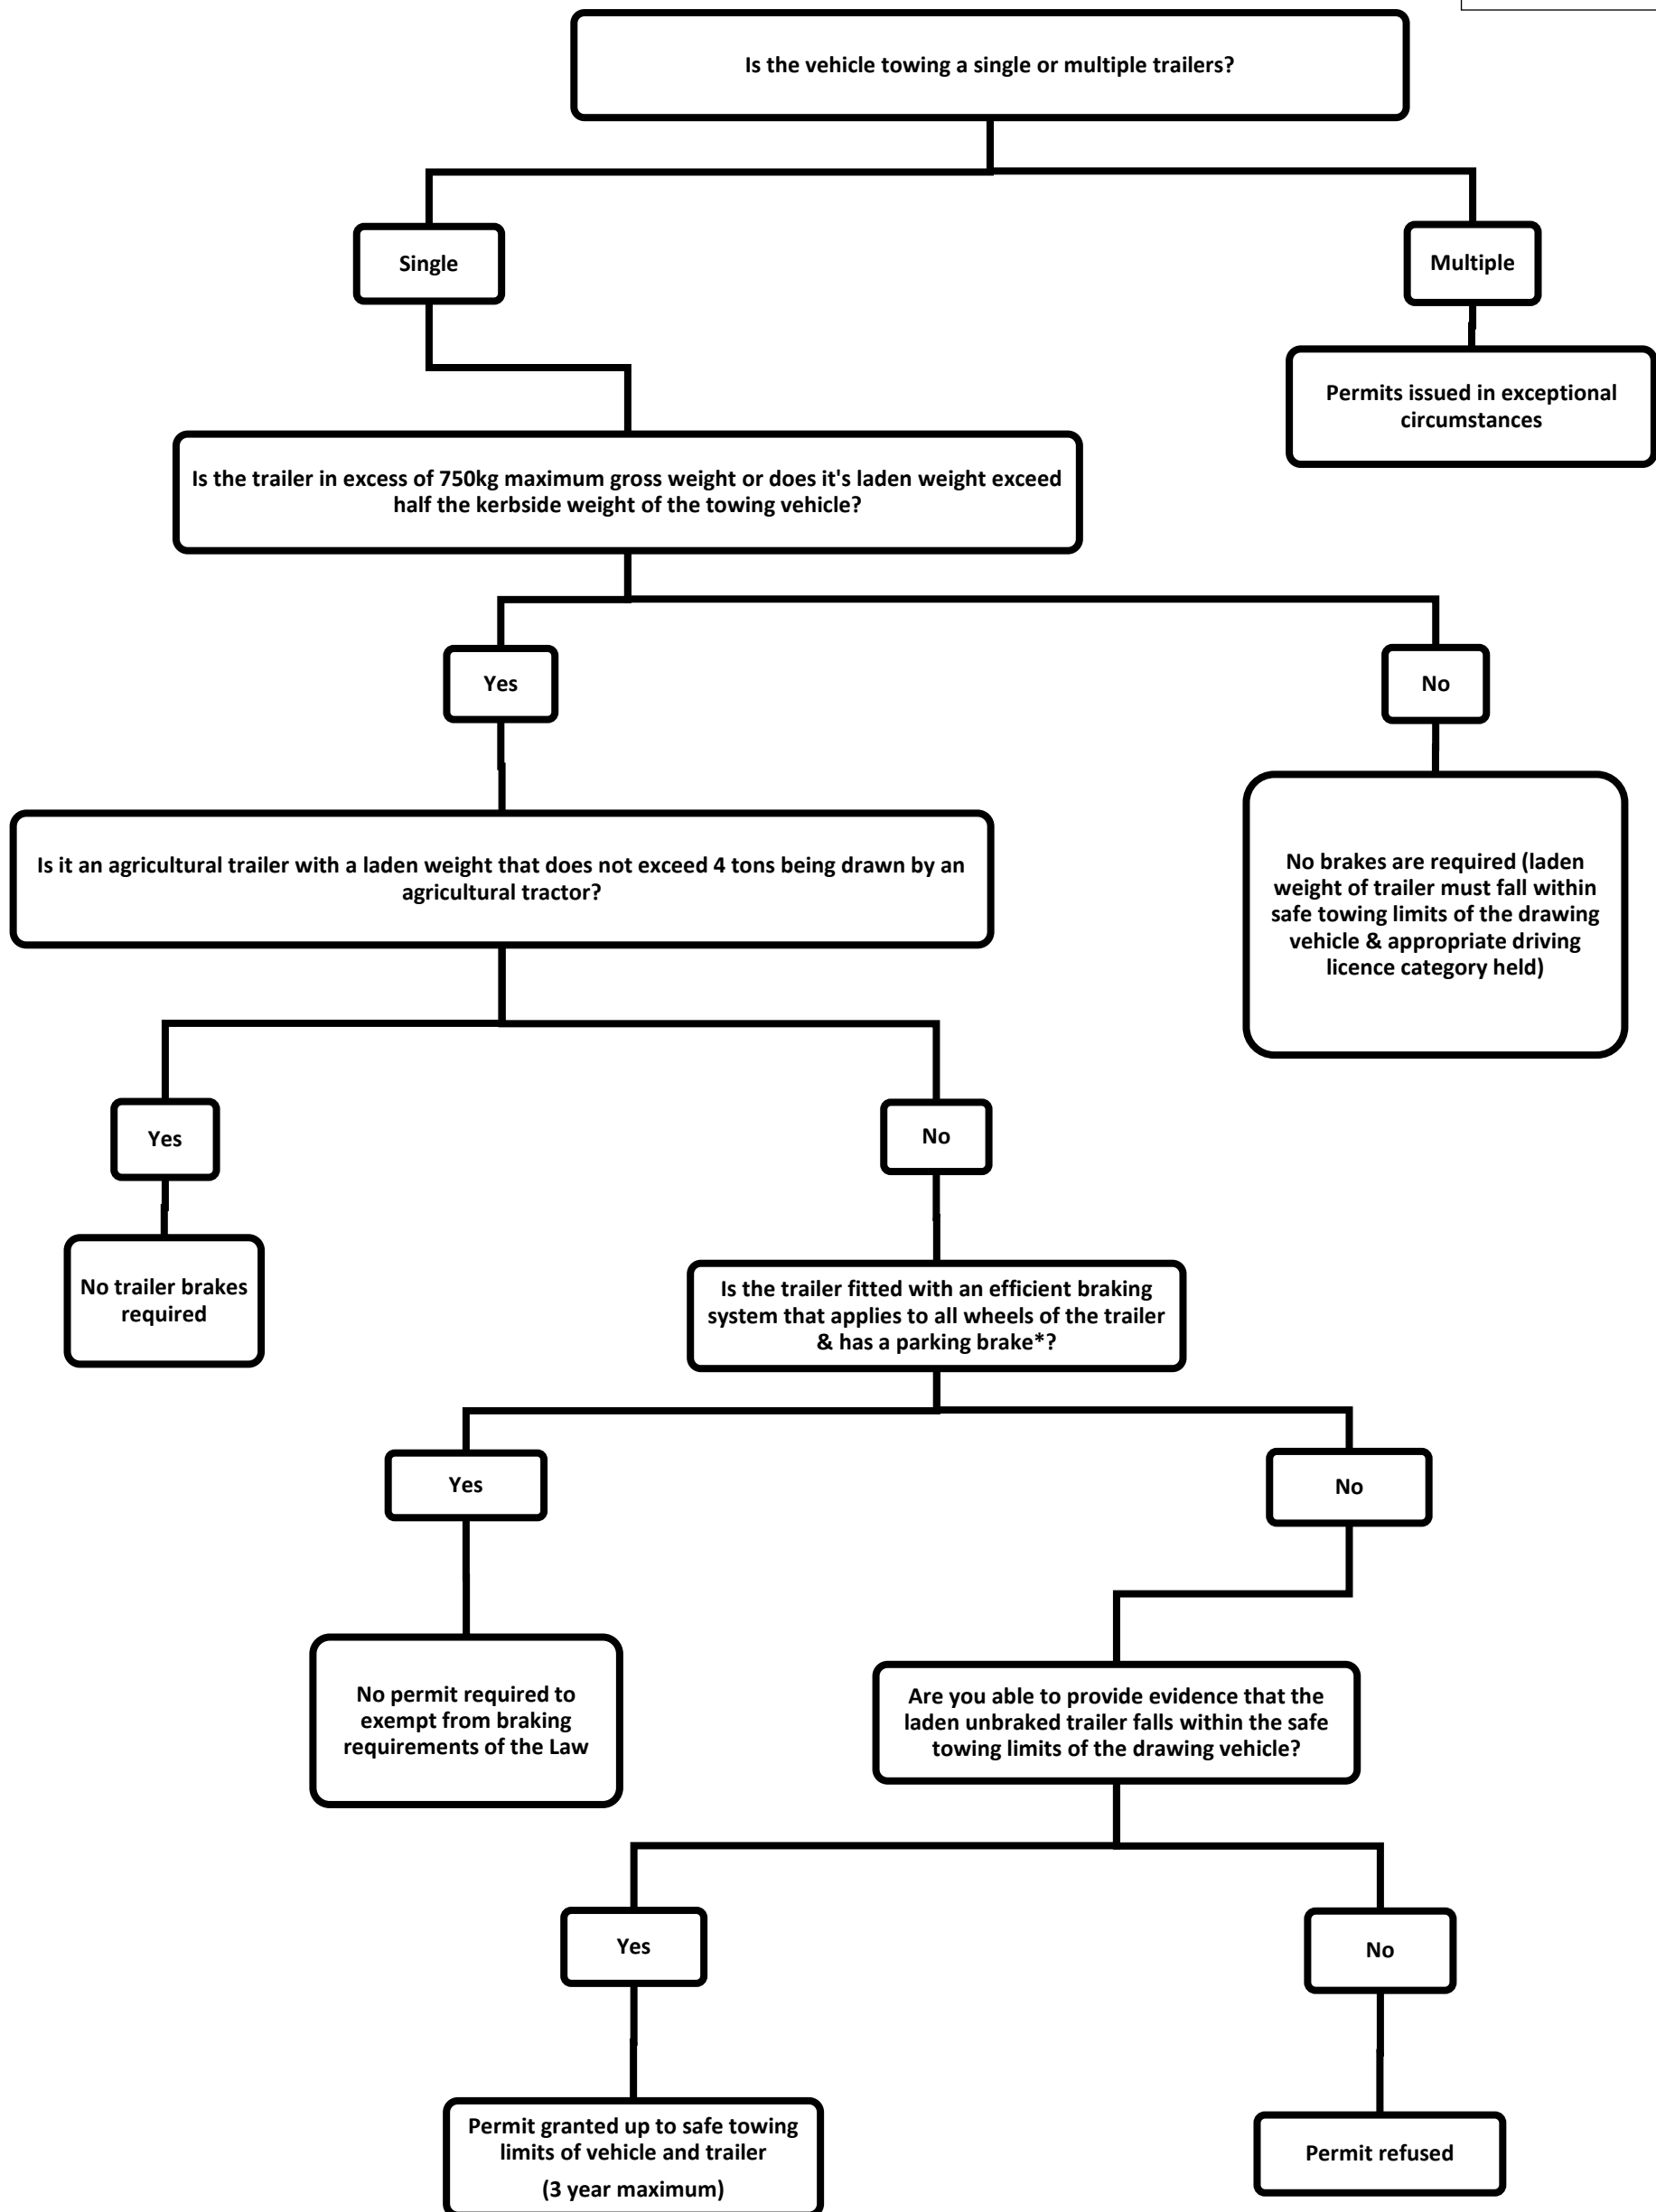 Is the vehicle towing a single or multiple trailers?
Single
Multiple
Permits issued in exceptional
circumstances
Is the trailer in excess of 750kg maximum gross weight or does it's laden weight exceed
half the kerbside weight of the towing vehicle?
Yes
No
No brakes are required (laden
weight of trailer must fall within
safe towing limits of the drawing
vehicle & appropriate driving
licence category held)
Is it an agricultural trailer with a laden weight that does not exceed 4 tons being drawn by an
agricultural tractor?
Yes
No
No trailer brakes
required
Is the trailer fitted with an efficient braking
system that applies to all wheels of the trailer
& has a parking brake*?
Yes
No
No permit required to
exempt from braking
requirements of the Law
Are you able to provide evidence that the
laden unbraked trailer falls within the safe
towing limits of the drawing vehicle?
Yes
No
Permit granted up to safe towing
limits of vehicle and trailer
(3 year maximum)
Permit refused